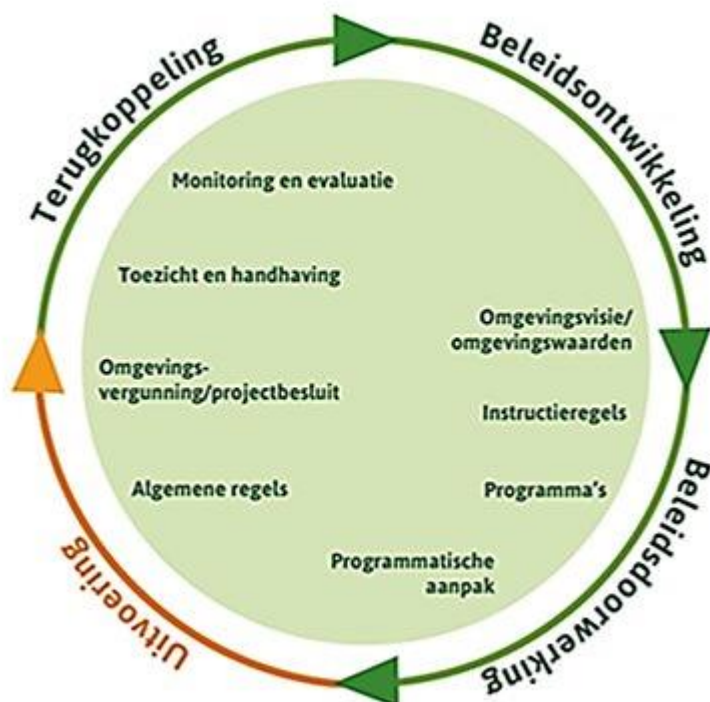 Terugkoppeling
Beleidsontwikkeling
Monitoring en evaluatie
Toezicht en handhaving
Omgevingsvisie/
omgevingswaarden
Omgevings-
vergunning/projectbesluit
Instructieregels
Algemene regels
Programma's
Programmatische
aanpak
Beleidsdoorwerking
Uitvoering